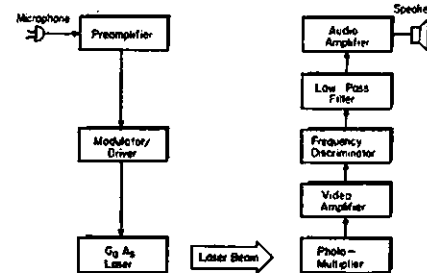 Microphone
Preamplifier
Modulator/
Driver
Ga As
Laser
Laser Beam
Photo-
Multiplier
Video
Amplifier
Frequency
Discriminator
Low Pass
Filter
Audio
Amplifier
Speaker